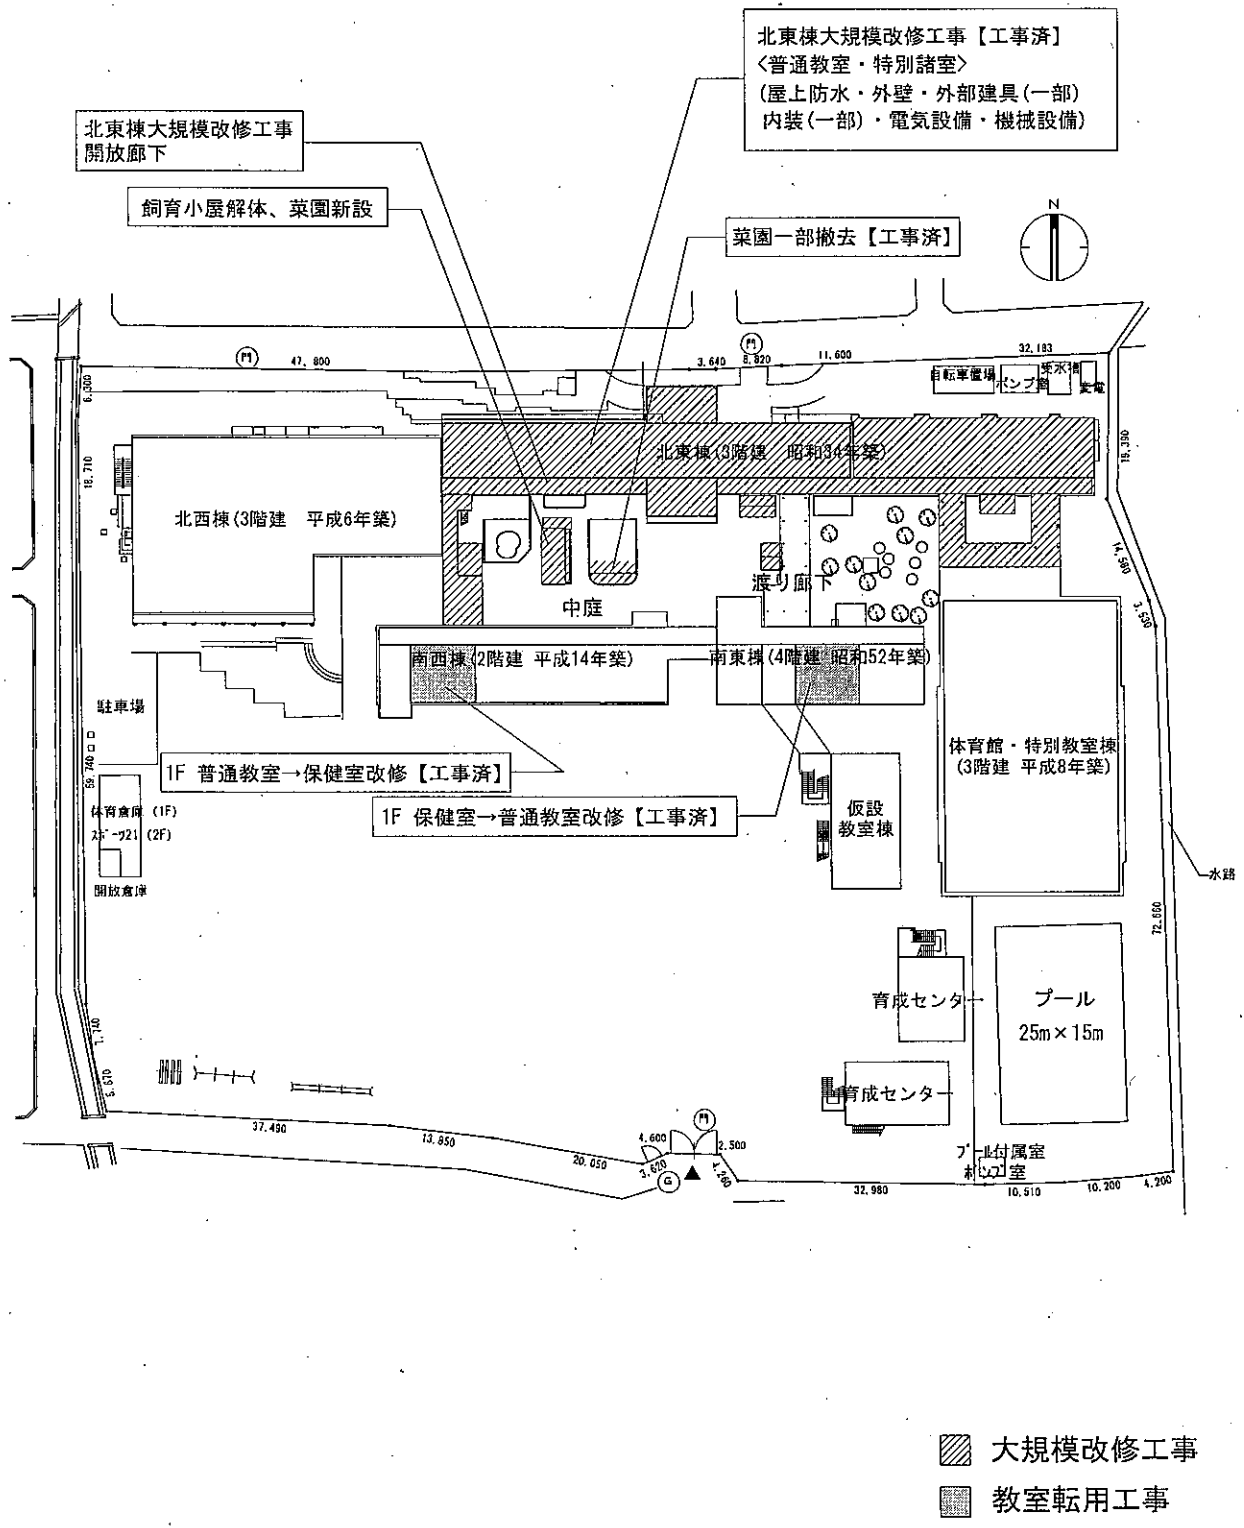 北東棟大規模改修工事【工事済】
<普通教室・特別諸室>
(屋上防水・外壁・外部建具(一部)
内装(一部)・電気設備・機械設備)
北東棟大規模改修工事
開放廊下
飼育小屋解体、菜園新設
菜園一部撤去【工事済】
N
門
47,800
3,640
門
8,820
11,600
32,183
自転車置場
ポンプ室
受水槽
変電
6,300
18,710
19,390
北東棟(3階建 昭和34年築)
北西棟(3階建 平成6年築)
14,580
3,530
渡り廊下
中庭
南西棟(2階建 平成14年築)
南東棟(4階建 昭和52年築)
駐車場
59,740
体育館・特別教室棟
(3階建 平成8年築)
1F 普通教室→保健室改修【工事済】
1F 保健室→普通教室改修【工事済】
仮設
教室棟
体育倉庫 (1F)
スポーツ21 (2F)
開放倉庫
水路
72,660
育成センター
プール
25m×15m
7,740
5,670
育成センター
37,490
13,850
20,050
4,600
3,620
門
2,500
G
4,260
プール付属室
ポンプ室
32,980
10,510
10,200
4,200
大規模改修工事
教室転用工事